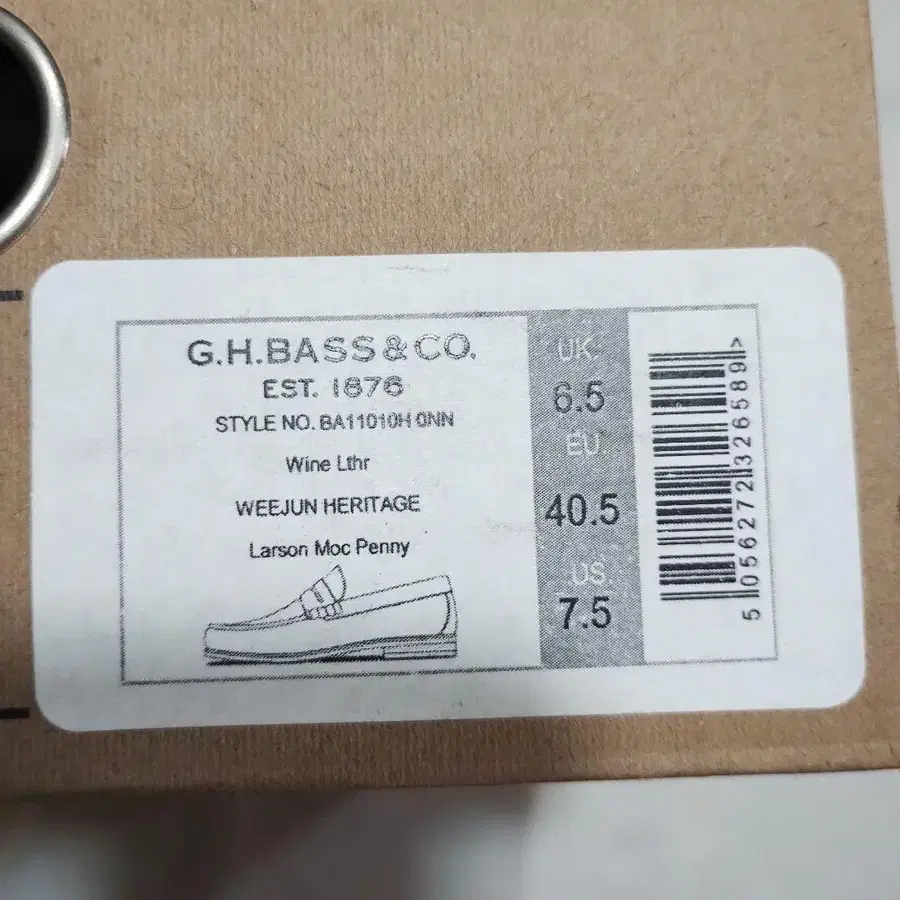 G.H.BASS & CO.
EST. 1876
STYLE NO. BA11010H 0NN
Wine Lthr
WEEJUN HERITAGE
Larson Moc Penny
UK
6.5
EU
40.5
US
7.5
5 056272 326589 >